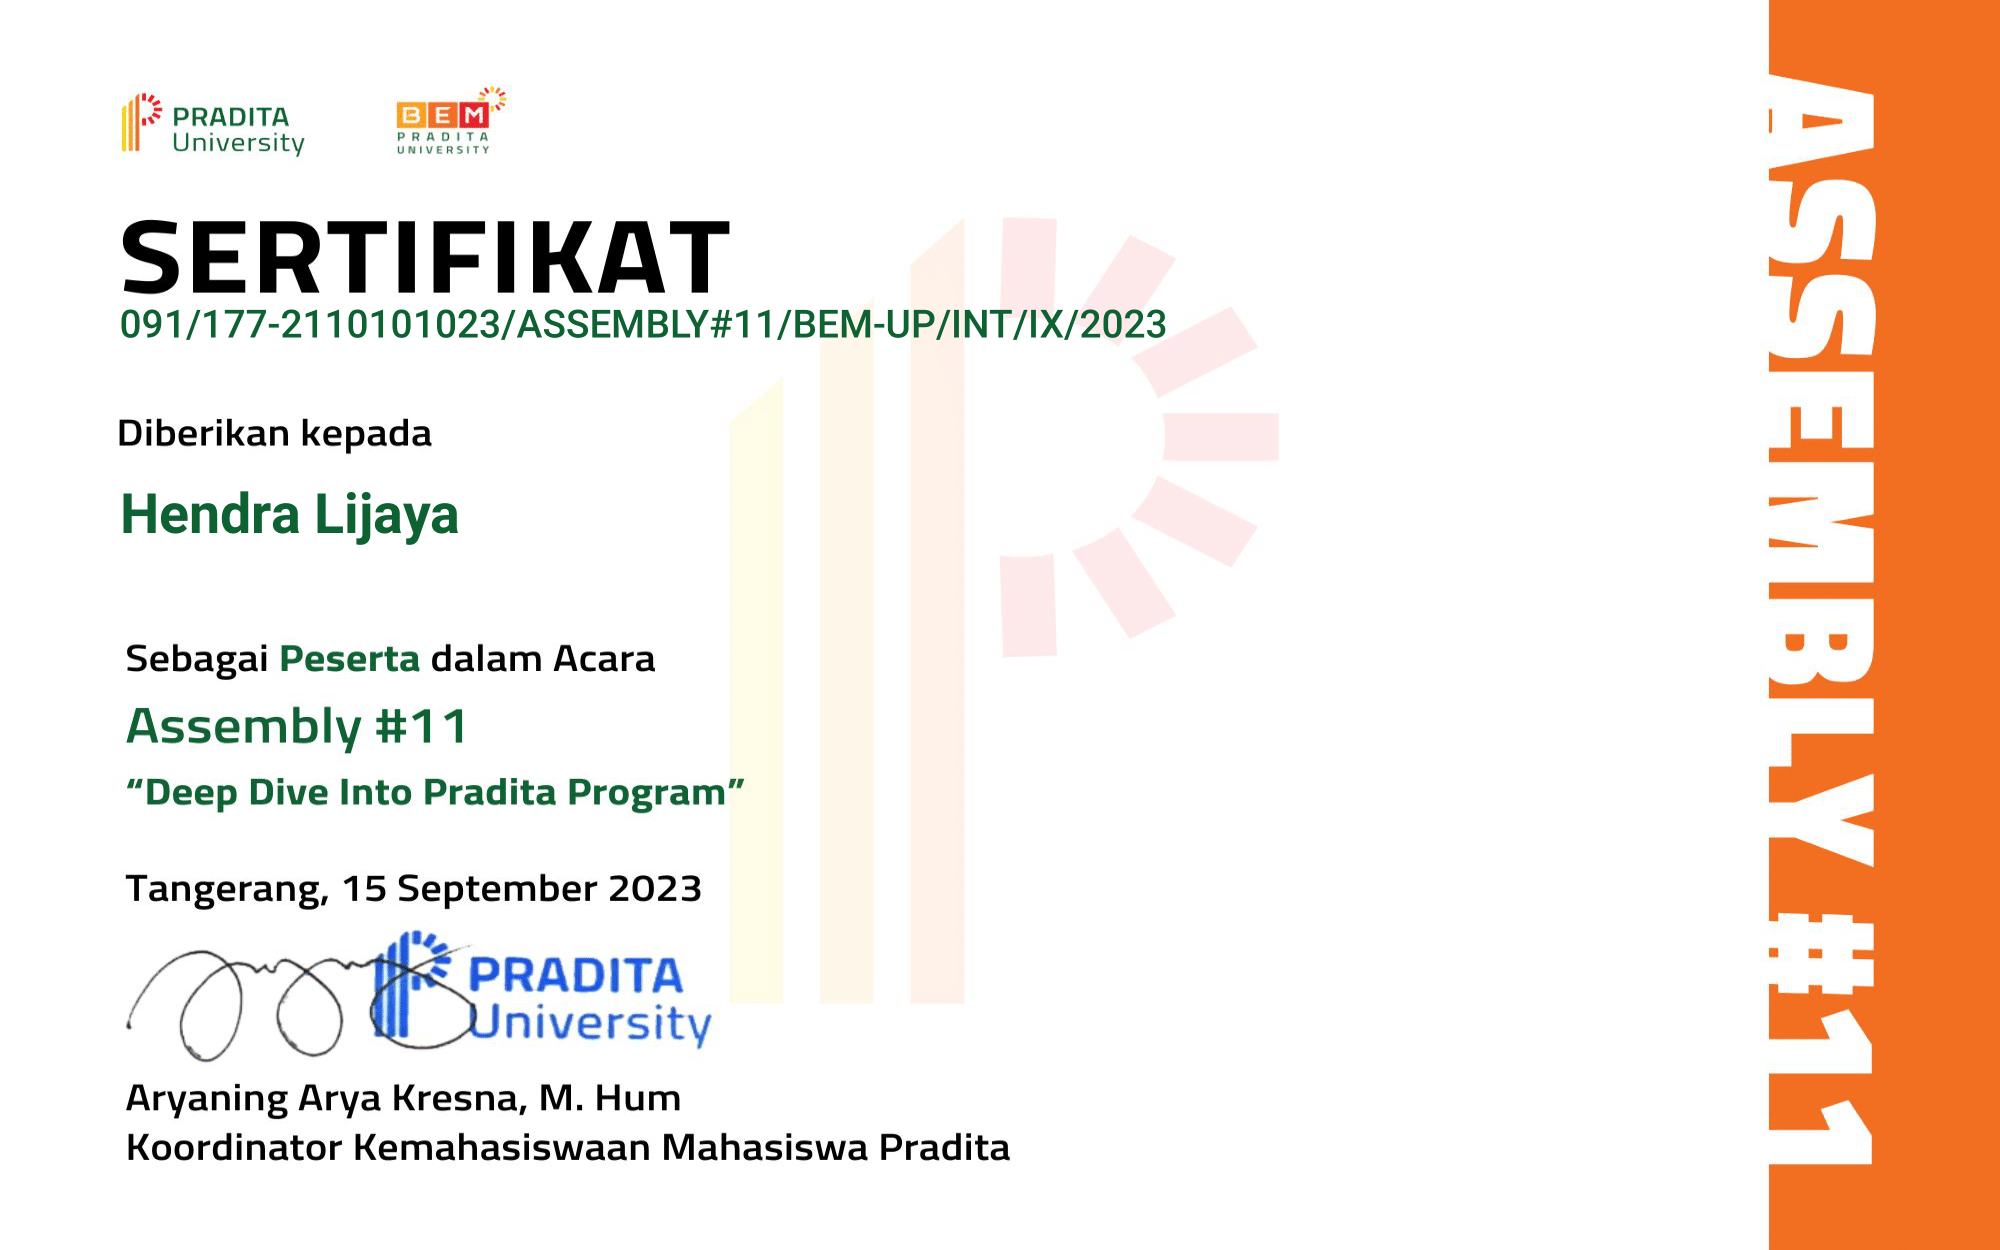 PRADITA
University
BEM
PRADITA
UNIVERSITY
SERTIFIKAT
091/177-2110101023/ASSEMBLY#11/BEM-UP/INT/IX/2023
Diberikan kepada
Hendra Lijaya
Sebagai Peserta dalam Acara
Assembly #11
“Deep Dive Into Pradita Program”
Tangerang, 15 September 2023
PRADITA
University
Aryaning Arya Kresna, M. Hum
Koordinator Kemahasiswaan Mahasiswa Pradita
ASSEMBLY #11